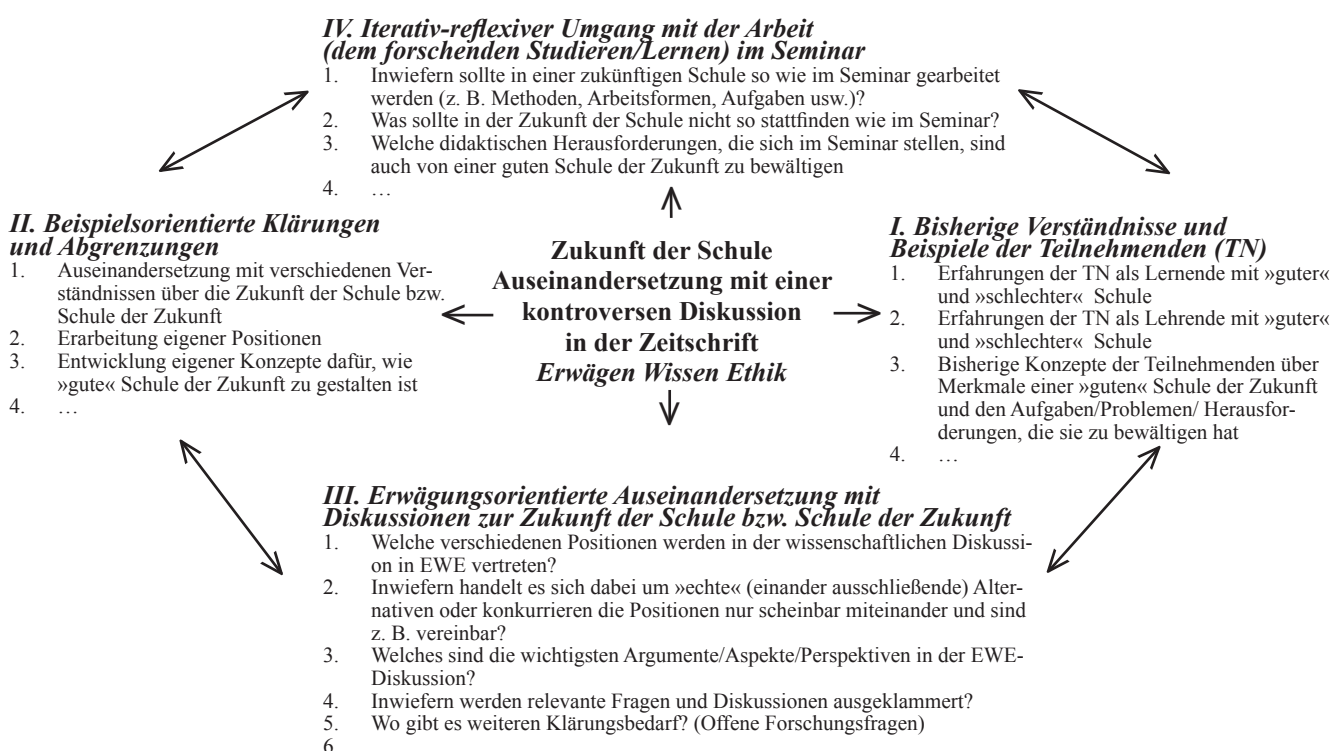 IV. Iterativ-reflexiver Umgang mit der Arbeit
(dem forschenden Studieren/Lernen) im Seminar
1. Inwiefern sollte in einer zukünftigen Schule so wie im Seminar gearbeitet
werden (z. B. Methoden, Arbeitsformen, Aufgaben usw.)?
2. Was sollte in der Zukunft der Schule nicht so stattfinden wie im Seminar?
3. Welche didaktischen Herausforderungen, die sich im Seminar stellen, sind
auch von einer guten Schule der Zukunft zu bewältigen
4. …
II. Beispielsorientierte Klärungen
und Abgrenzungen
1. Auseinandersetzung mit verschiedenen Ver-
ständnissen über die Zukunft der Schule bzw.
Schule der Zukunft
2. Erarbeitung eigener Positionen
3. Entwicklung eigener Konzepte dafür, wie
»gute« Schule der Zukunft zu gestalten ist
4. …
Zukunft der Schule
Auseinandersetzung mit einer
kontroversen Diskussion
in der Zeitschrift
Erwägen Wissen Ethik
I. Bisherige Verständnisse und
Beispiele der Teilnehmenden (TN)
1. Erfahrungen der TN als Lernende mit »guter«
und »schlechter« Schule
2. Erfahrungen der TN als Lehrende mit »guter«
und »schlechter« Schule
3. Bisherige Konzepte der Teilnehmenden über
Merkmale einer »guten« Schule der Zukunft
und den Aufgaben/Problemen/ Herausfor-
derungen, die sie zu bewältigen hat
4. …
III. Erwägungsorientierte Auseinandersetzung mit
Diskussionen zur Zukunft der Schule bzw. Schule der Zukunft
1. Welche verschiedenen Positionen werden in der wissenschaftlichen Diskussi-
on in EWE vertreten?
2. Inwiefern handelt es sich dabei um »echte« (einander ausschließende) Alter-
nativen oder konkurrieren die Positionen nur scheinbar miteinander und sind
z. B. vereinbar?
3. Welches sind die wichtigsten Argumente/Aspekte/Perspektiven in der EWE-
Diskussion?
4. Inwiefern werden relevante Fragen und Diskussionen ausgeklammert?
5. Wo gibt es weiteren Klärungsbedarf? (Offene Forschungsfragen)
6